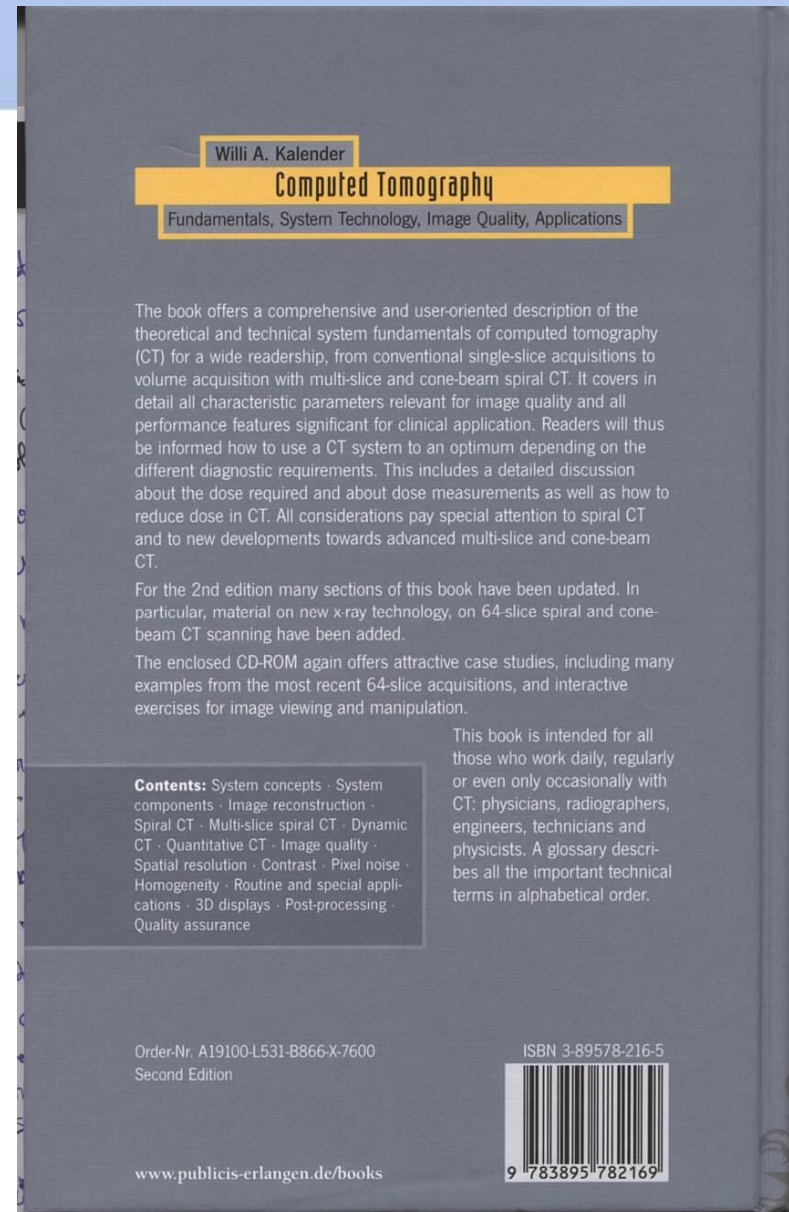 Willi A. Kalender
Computed Tomography
Fundamentals, System Technology, Image Quality, Applications
The book offers a comprehensive and user-oriented description of the
theoretical and technical system fundamentals of computed tomography
(CT) for a wide readership, from conventional single-slice acquisitions to
volume acquisition with multi-slice and cone-beam spiral CT. It covers in
detail all characteristic parameters relevant for image quality and all
performance features significant for clinical application. Readers will thus
be informed how to use a CT system to an optimum depending on the
different diagnostic requirements. This includes a detailed discussion
about the dose required and about dose measurements as well as how to
reduce dose in CT. All considerations pay special attention to spiral CT
and to new developments towards advanced multi-slice and cone-beam
CT.
For the 2nd edition many sections of this book have been updated. In
particular, material on new x-ray technology, on 64-slice spiral and cone-
beam CT scanning have been added.
The enclosed CD-ROM again offers attractive case studies, including many
examples from the most recent 64-slice acquisitions, and interactive
exercises for image viewing and manipulation.
This book is intended for all
those who work daily, regularly
or even only occasionally with
CT: physicians, radiographers,
engineers, technicians and
physicists. A glossary descri-
bes all the important technical
terms in alphabetical order.
Contents: System concepts · System
components · Image reconstruction ·
Spiral CT · Multi-slice spiral CT · Dynamic
CT · Quantitative CT · Image quality ·
Spatial resolution · Contrast · Pixel noise ·
Homogeneity · Routine and special appli-
cations · 3D displays · Post-processing ·
Quality assurance
Order-Nr. A19100-L531-B866-X-7600
Second Edition
ISBN 3-89578-216-5
9 783895 782169
www.publicis-erlangen.de/books